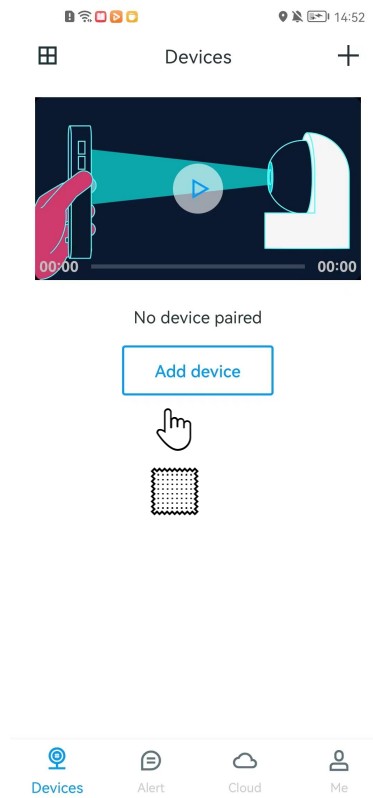 14:52
Devices
00:00
00:00
No device paired
Add device
Devices
Alert
Cloud
Me